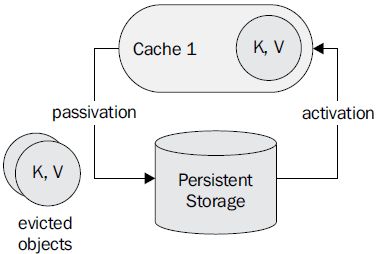 Cache 1
K, V
passivation
activation
K, V
Persistent
Storage
evicted
objects